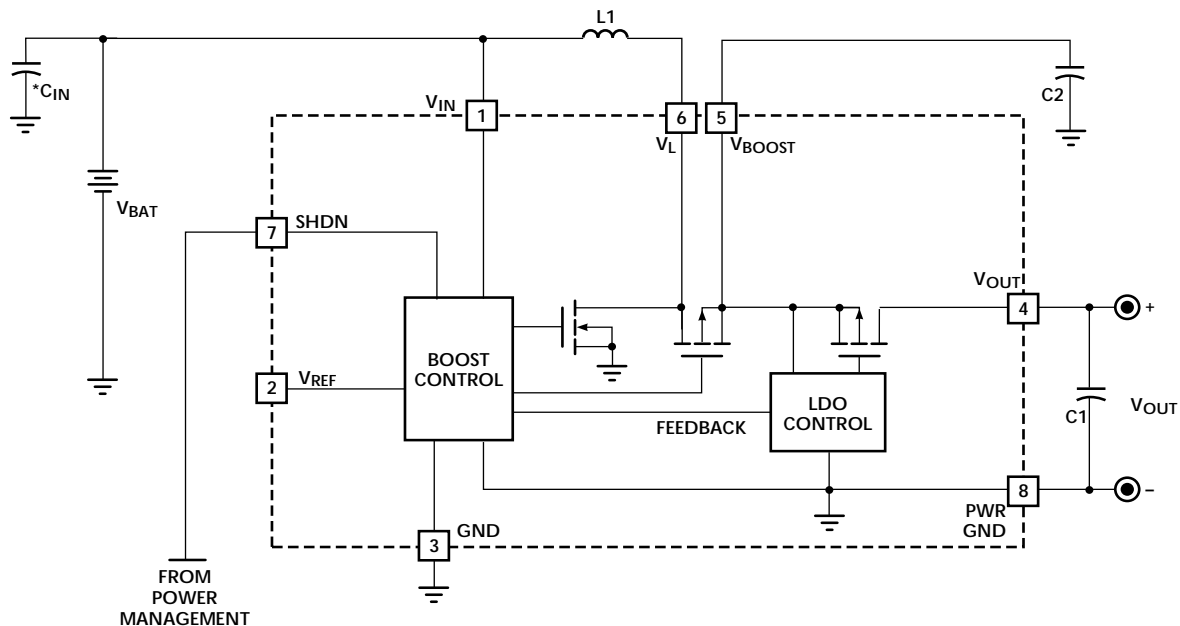 L1
*CIN
C2
VIN
1
6
5
VL
VBOOST
VBAT
7
SHDN
VOUT
4
+
BOOST
CONTROL
2
VREF
LDO
CONTROL
C1
VOUT
FEEDBACK
8
–
PWR
GND
GND
3
FROM
POWER
MANAGEMENT